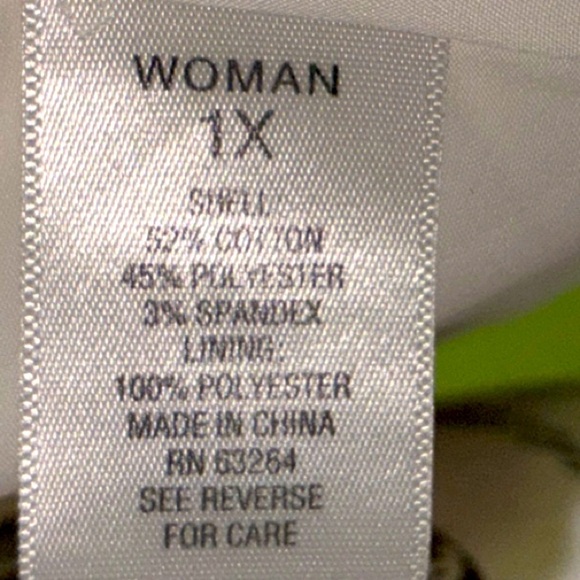 WOMAN
1X
SHELL:
52% COTTON
45% POLYESTER
3% SPANDEX
LINING:
100% POLYESTER
MADE IN CHINA
RN 63264
SEE REVERSE
FOR CARE